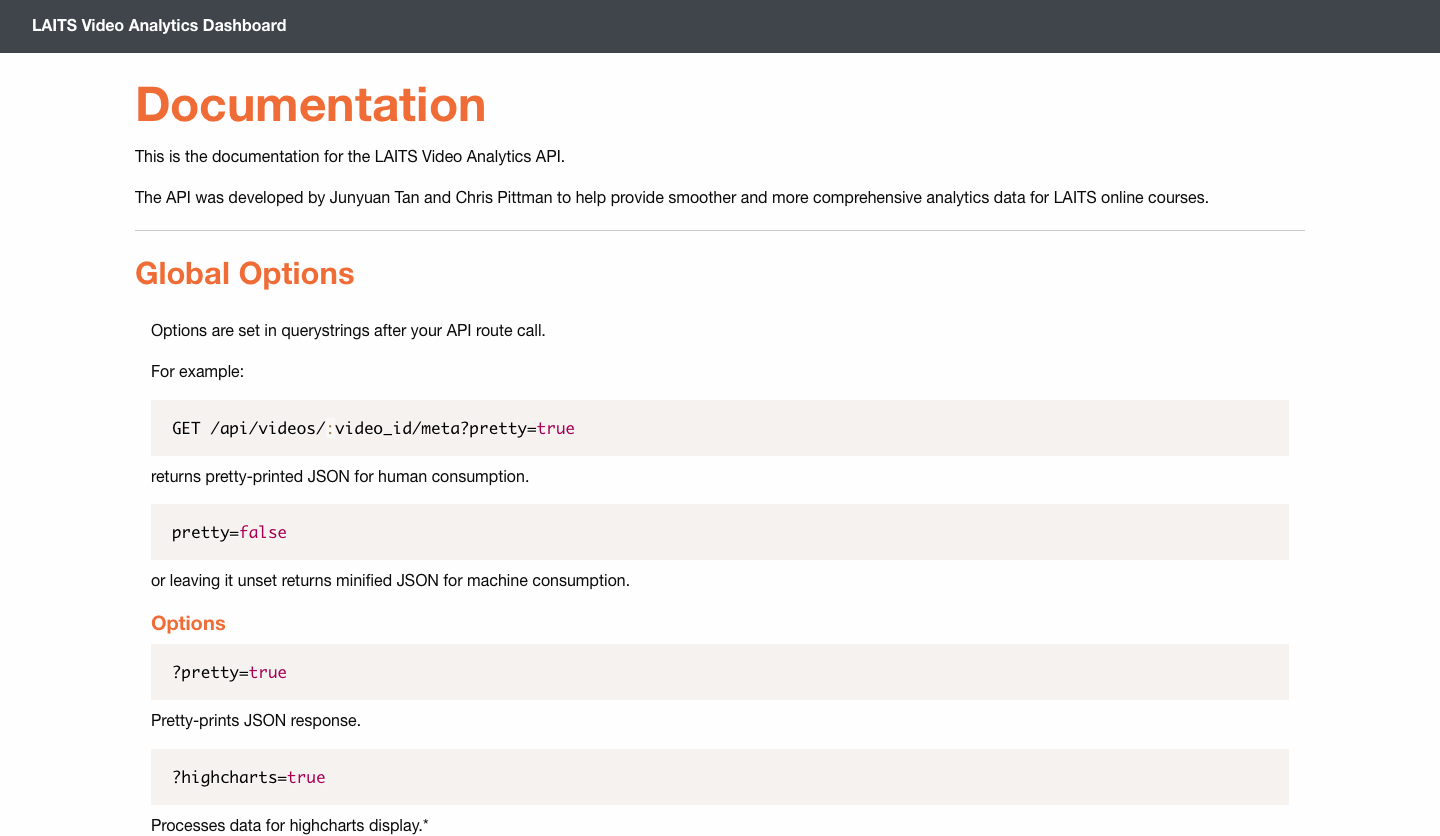 LAITS Video Analytics Dashboard
Documentation
This is the documentation for the LAITS Video Analytics API.
The API was developed by Junyuan Tan and Chris Pittman to help provide smoother and more comprehensive analytics data for LAITS online courses.
Global Options
Options are set in querystrings after your API route call.
For example:
GET /api/videos/:video_id/meta?pretty=true
returns pretty-printed JSON for human consumption.
pretty=false
or leaving it unset returns minified JSON for machine consumption.
Options
?pretty=true
Pretty-prints JSON response.
?highcharts=true
Processes data for highcharts display.*